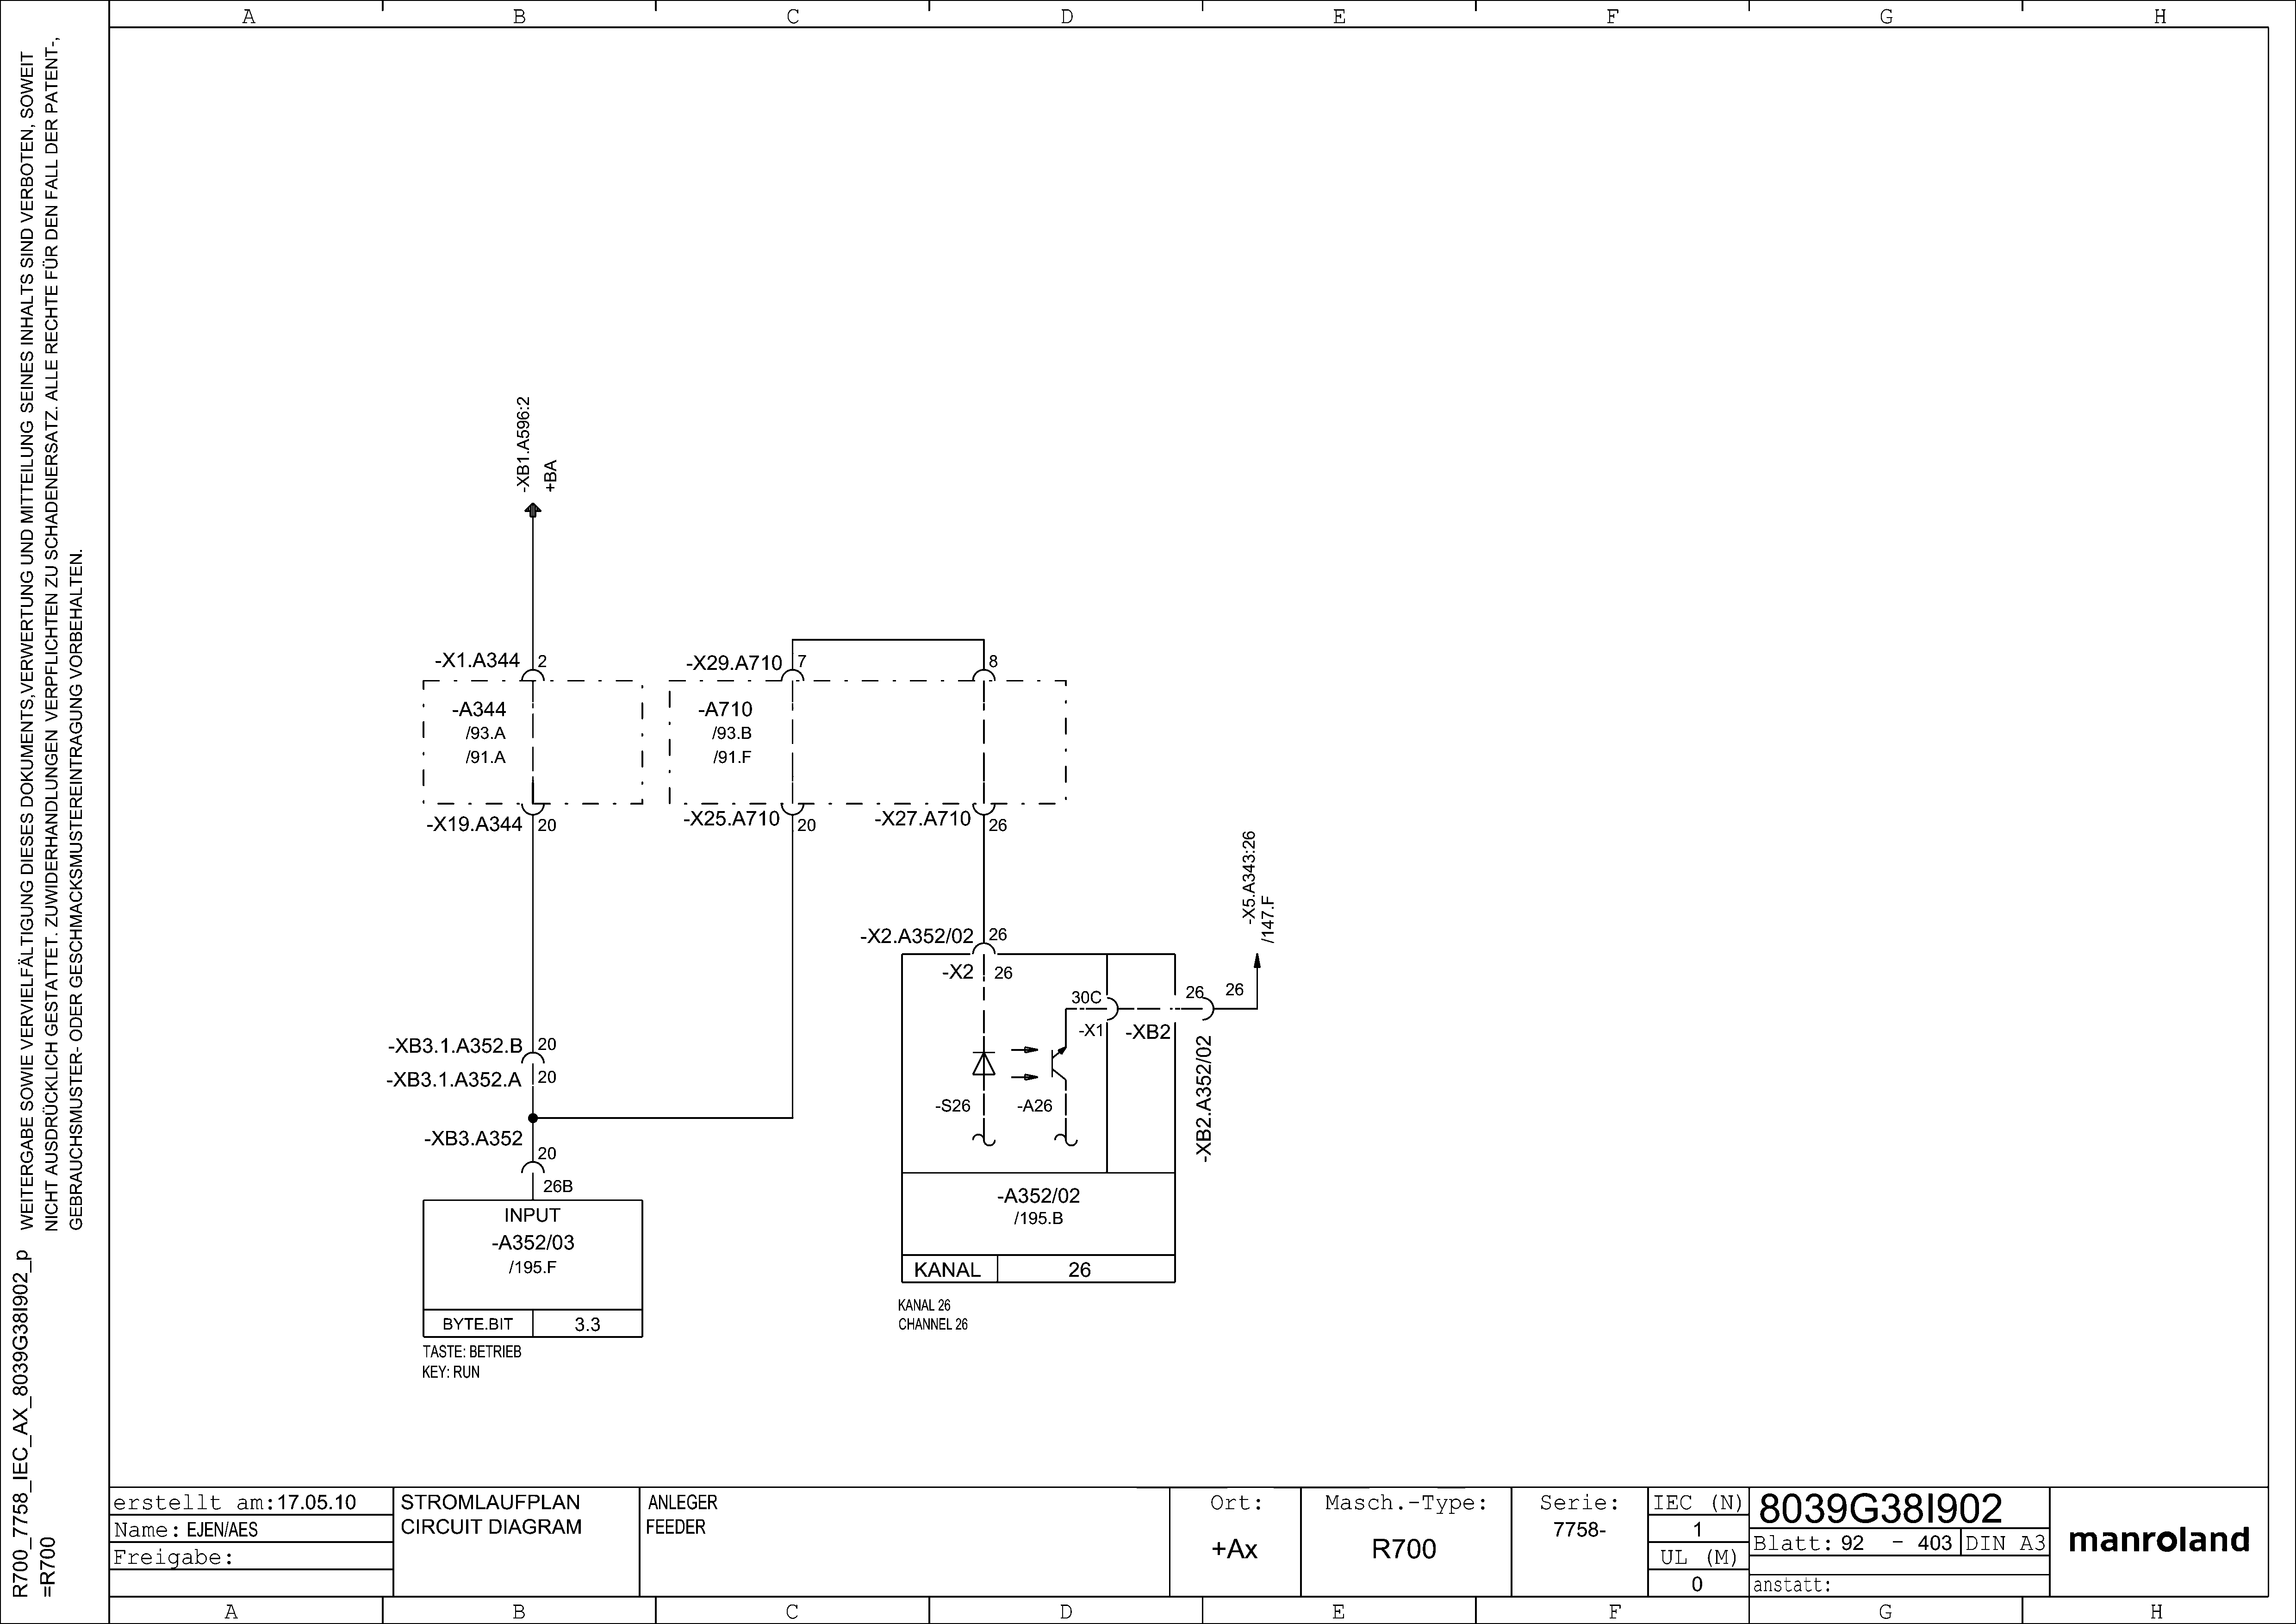 A B C D E F G H
WEITERGABE SOWIE VERVIELFÄLTIGUNG DIESES DOKUMENTS,VERWERTUNG UND MITTEILUNG SEINES INHALTS SIND VERBOTEN, SOWEIT
NICHT AUSDRÜCKLICH GESTATTET. ZUWIDERHANDLUNGEN VERPFLICHTEN ZU SCHADENERSATZ. ALLE RECHTE FÜR DEN FALL DER PATENT-,
GEBRAUCHSMUSTER- ODER GESCHMACKSMUSTEREINTRAGUNG VORBEHALTEN.
R700_7758_IEC_AX_8039G38I902_p
=R700
-XB1.A596:2
+BA
-X1.A344 2
-X29.A710 7 8
-A344
/93.A
/91.A
-A710
/93.B
/91.F
-X19.A344 20
-X25.A710 20
-X27.A710 26
-X5.A343:26
/147.F
-X2.A352/02 26
-X2 26
30C
26 26
-X1 -XB2
-XB2.A352/02
-S26 -A26
-XB3.1.A352.B 20
-XB3.1.A352.A 20
-XB3.A352
20
26B
INPUT
-A352/03
/195.F
BYTE.BIT 3.3
TASTE: BETRIEB
KEY: RUN
-A352/02
/195.B
KANAL 26
KANAL 26
CHANNEL 26
erstellt am:17.05.10
Name: EJEN/AES
Freigabe:
STROMLAUFPLAN
CIRCUIT DIAGRAM
ANLEGER
FEEDER
Ort:
+Ax
Masch.-Type:
R700
Serie:
7758-
IEC (N)
1
UL (M)
0
8039G38I902
Blatt: 92 - 403 DIN A3
anstatt:
manroland
A B C D E F G H